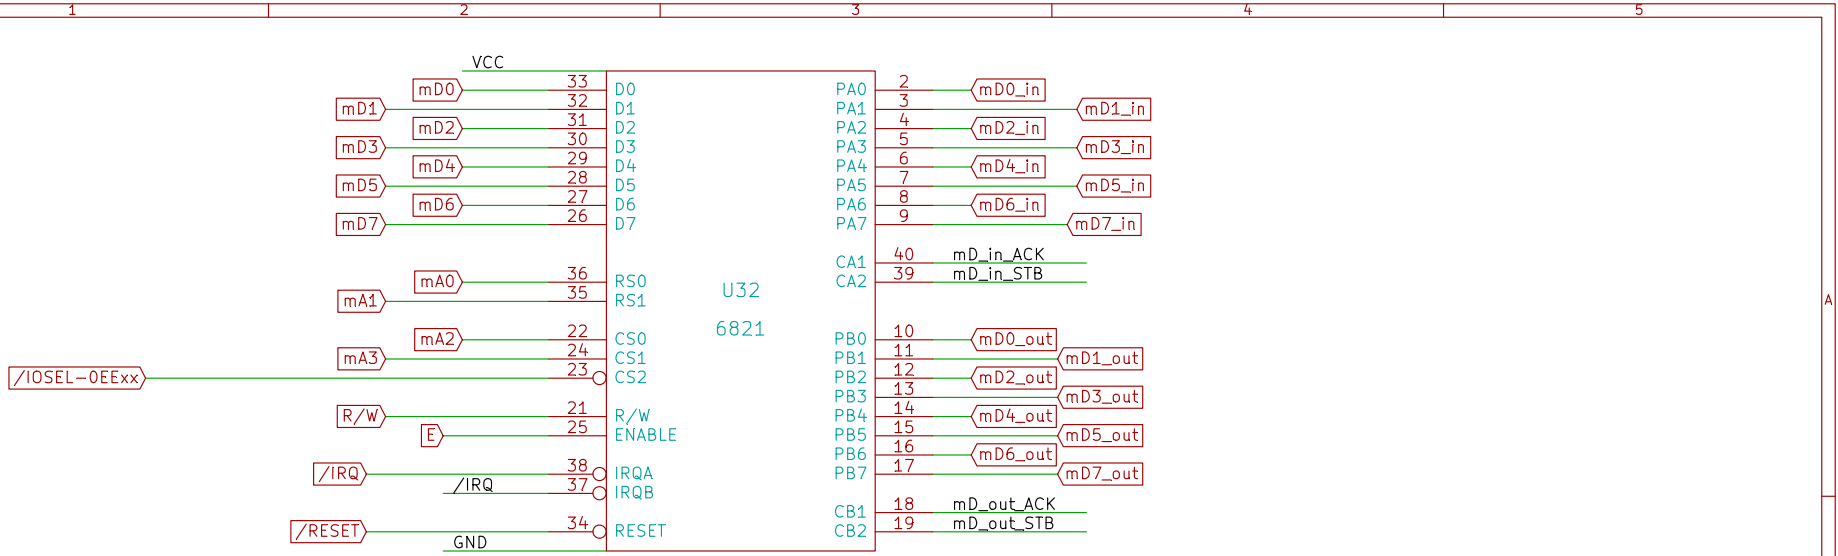 1 2 3 4 5
VCC
mD0 33 D0 PA0 2 mD0_in
mD1 32 D1 PA1 3 mD1_in
mD2 31 D2 PA2 4 mD2_in
mD3 30 D3 PA3 5 mD3_in
mD4 29 D4 PA4 6 mD4_in
mD5 28 D5 PA5 7 mD5_in
mD6 27 D6 PA6 8 mD6_in
mD7 26 D7 PA7 9 mD7_in
CA1 40 mD_in_ACK
mA0 36 RS0 CA2 39 mD_in_STB
U32
mA1 35 RS1 A
6821
mA2 22 CS0 PB0 10 mD0_out
mA3 24 CS1 PB1 11 mD1_out
/IOSEL-0EExx 23 CS2 PB2 12 mD2_out
PB3 13 mD3_out
R/W 21 R/W PB4 14 mD4_out
E 25 ENABLE PB5 15 mD5_out
PB6 16 mD6_out
/IRQ 38 IRQA PB7 17 mD7_out
/IRQ 37 IRQB
CB1 18 mD_out_ACK
/RESET 34 RESET CB2 19 mD_out_STB
GND